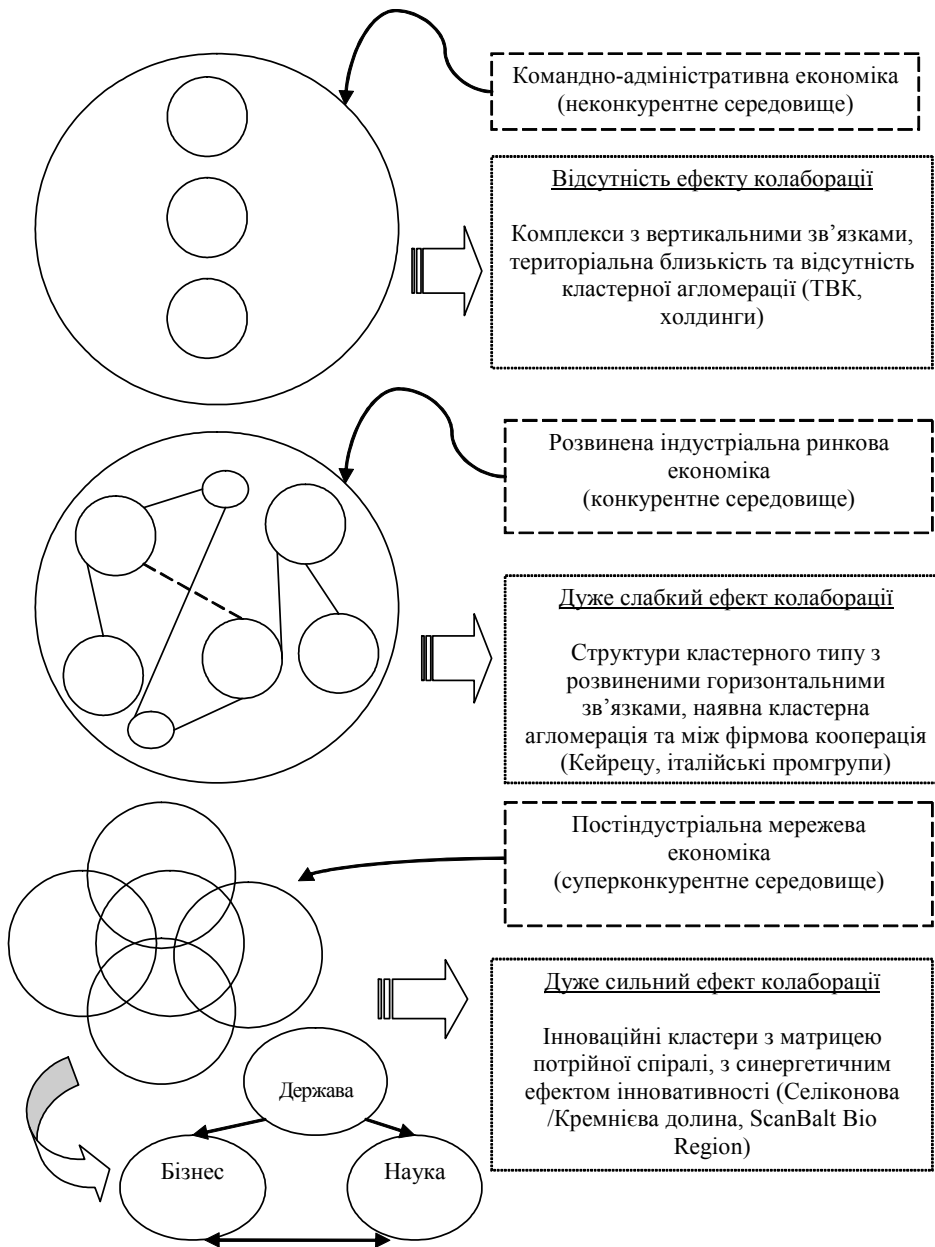 Командно-адміністративна економіка
(неконкурентне середовище)
Відсутність ефекту колаборації
Комплекси з вертикальними зв’язками,
територіальна близькість та відсутність
кластерної агломерації (ТВК,
холдинги)
Розвинена індустріальна ринкова
економіка
(конкурентне середовище)
Дуже слабкий ефект колаборації
Структури кластерного типу з
розвиненими горизонтальними
зв’язками, наявна кластерна
агломерація та між фірмова кооперація
(Кейрецу, італійські промгрупи)
Постіндустріальна мережева
економіка
(суперконкурентне середовище)
Дуже сильний ефект колаборації
Інноваційні кластери з матрицею
потрійної спіралі, з синергетичним
ефектом інновативності (Селіконова
/Кремнієва долина, ScanBalt Bio
Region)
Держава
Бізнес
Наука